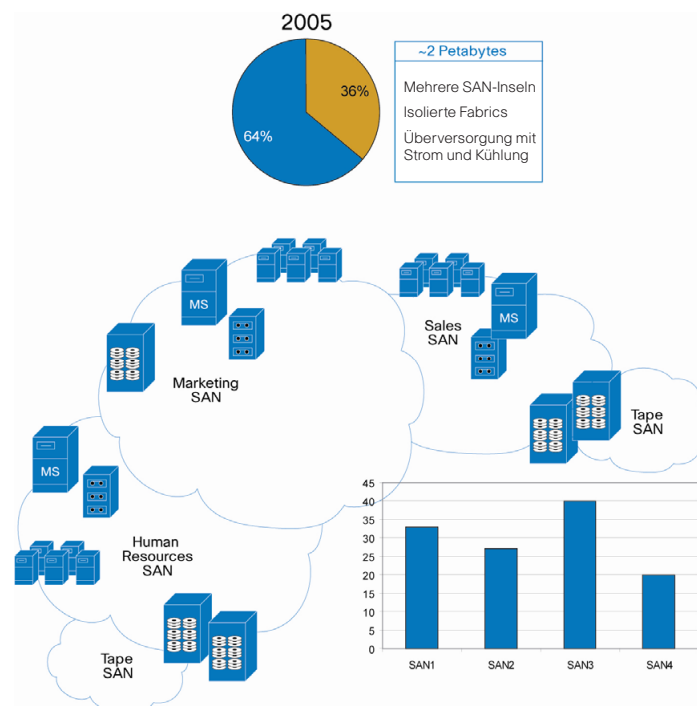 2005
36%
64%
~2 Petabytes
Mehrere SAN-Inseln
Isolierte Fabrics
Überversorgung mit
Strom und Kühlung
MS
Marketing
SAN
Sales
SAN
MS
Tape
SAN
MS
Human
Resources
SAN
Tape
SAN
45
40
35
30
25
20
15
10
5
0
SAN1 SAN2 SAN3 SAN4